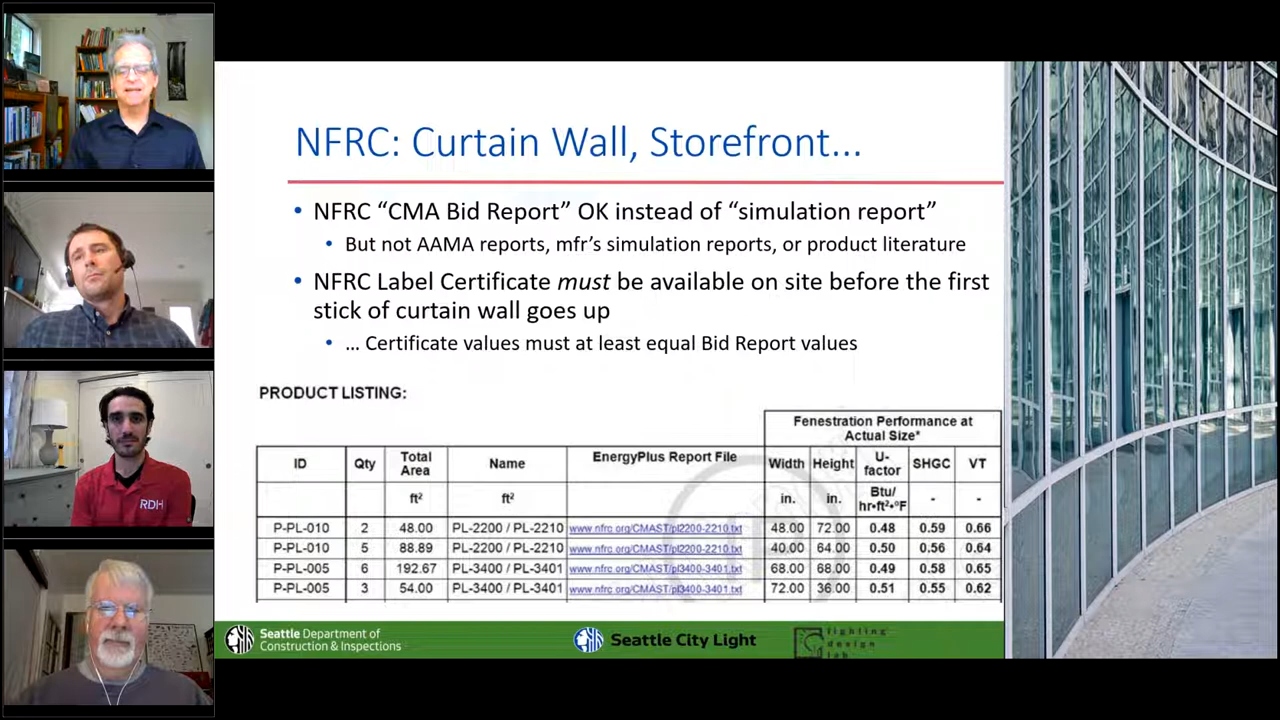 NFRC: Curtain Wall, Storefront...
• NFRC “CMA Bid Report” OK instead of “simulation report”
• But not AAMA reports, mfr’s simulation reports, or product literature
• NFRC Label Certificate must be available on site before the first
stick of curtain wall goes up
• … Certificate values must at least equal Bid Report values
PRODUCT LISTING:
Fenestration Performance at
Actual Size*
ID Qty Total Area Name EnergyPlus Report File Width Height U-factor SHGC VT
ft² ft² in. in. Btu/hr•ft²•°F - -
P-PL-010 2 48.00 PL-2200 / PL-2210 www.nfrc.org/CMAST/pl2200-2210.txt 48.00 72.00 0.48 0.59 0.66
P-PL-010 5 88.89 PL-2200 / PL-2210 www.nfrc.org/CMAST/pl2200-2210.txt 40.00 64.00 0.50 0.56 0.64
P-PL-005 6 192.67 PL-3400 / PL-3401 www.nfrc.org/CMAST/pl3400-3401.txt 68.00 68.00 0.49 0.58 0.65
P-PL-005 3 54.00 PL-3400 / PL-3401 www.nfrc.org/CMAST/pl3400-3401.txt 72.00 36.00 0.51 0.55 0.62
Seattle Department of
Construction & Inspections
Seattle City Light
lighting
design
lab
RDH